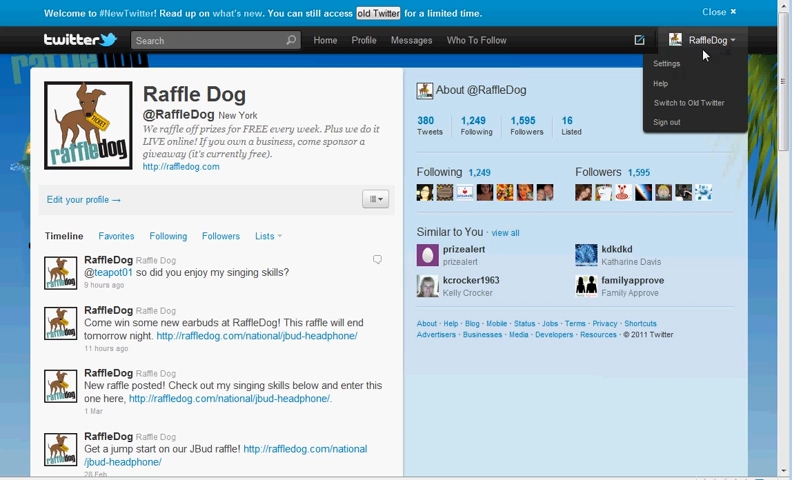 Welcome to #NewTwitter! Read up on what's new. You can still access old Twitter for a limited time.
Close ×
twitter
Search
Home Profile Messages Who To Follow
RaffleDog
Settings
Help
Switch to Old Twitter
Sign out
TICKET
raffledog
Raffle Dog
@RaffleDog New York
We raffle off prizes for FREE every week. Plus we do it
LIVE online! If you own a business, come sponsor a
giveaway (it's currently free).
http://raffledog.com
Edit your profile →
Timeline Favorites Following Followers Lists
RaffleDog Raffle Dog
@teapot01 so did you enjoy my singing skills?
9 hours ago
RaffleDog Raffle Dog
Come win some new earbuds at RaffleDog! This raffle will end
tomorrow night. http://raffledog.com/national/jbud-headphone/
11 hours ago
RaffleDog Raffle Dog
New raffle posted! Check out my singing skills below and enter this
one here, http://raffledog.com/national/jbud-headphone/.
1 Mar
RaffleDog Raffle Dog
Get a jump start on our JBud raffle! http://raffledog.com/national
/jbud-headphone/
28 Feb
About @RaffleDog
380 1,249 1,595 16
Tweets Following Followers Listed
Following 1,249
Followers 1,595
Similar to You · view all
prizealert
prizealert
kdkdkd
Katharine Davis
kcrocker1963
Kelly Crocker
familyapprove
Family Approve
About · Help · Blog · Mobile · Status · Jobs · Terms · Privacy · Shortcuts
Advertisers · Businesses · Media · Developers · Resources · © 2011 Twitter